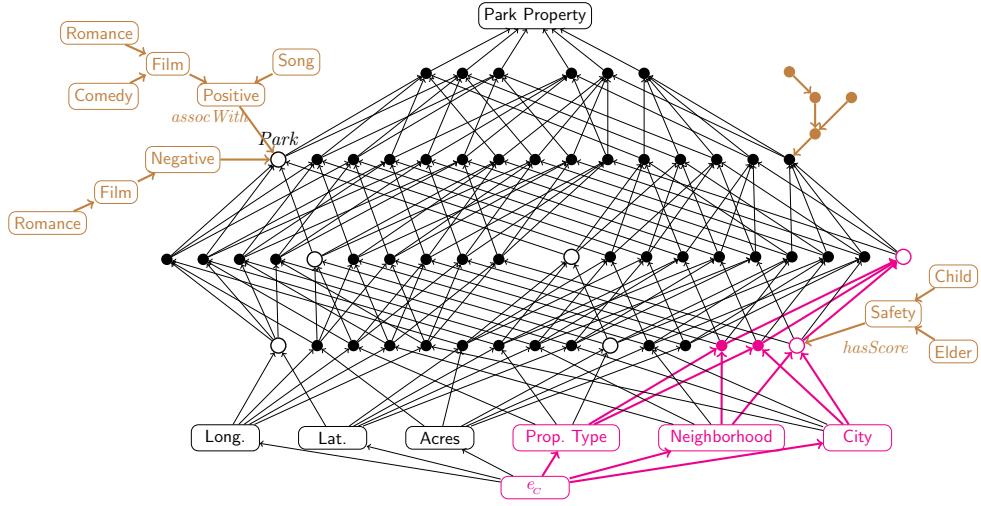 Park Property
Romance
Film
Song
Comedy
Positive
assocWith
Park
Negative
Film
Romance
Child
Safety
hasScore
Elder
Long.
Lat.
Acres
Prop. Type
Neighborhood
City
e_C